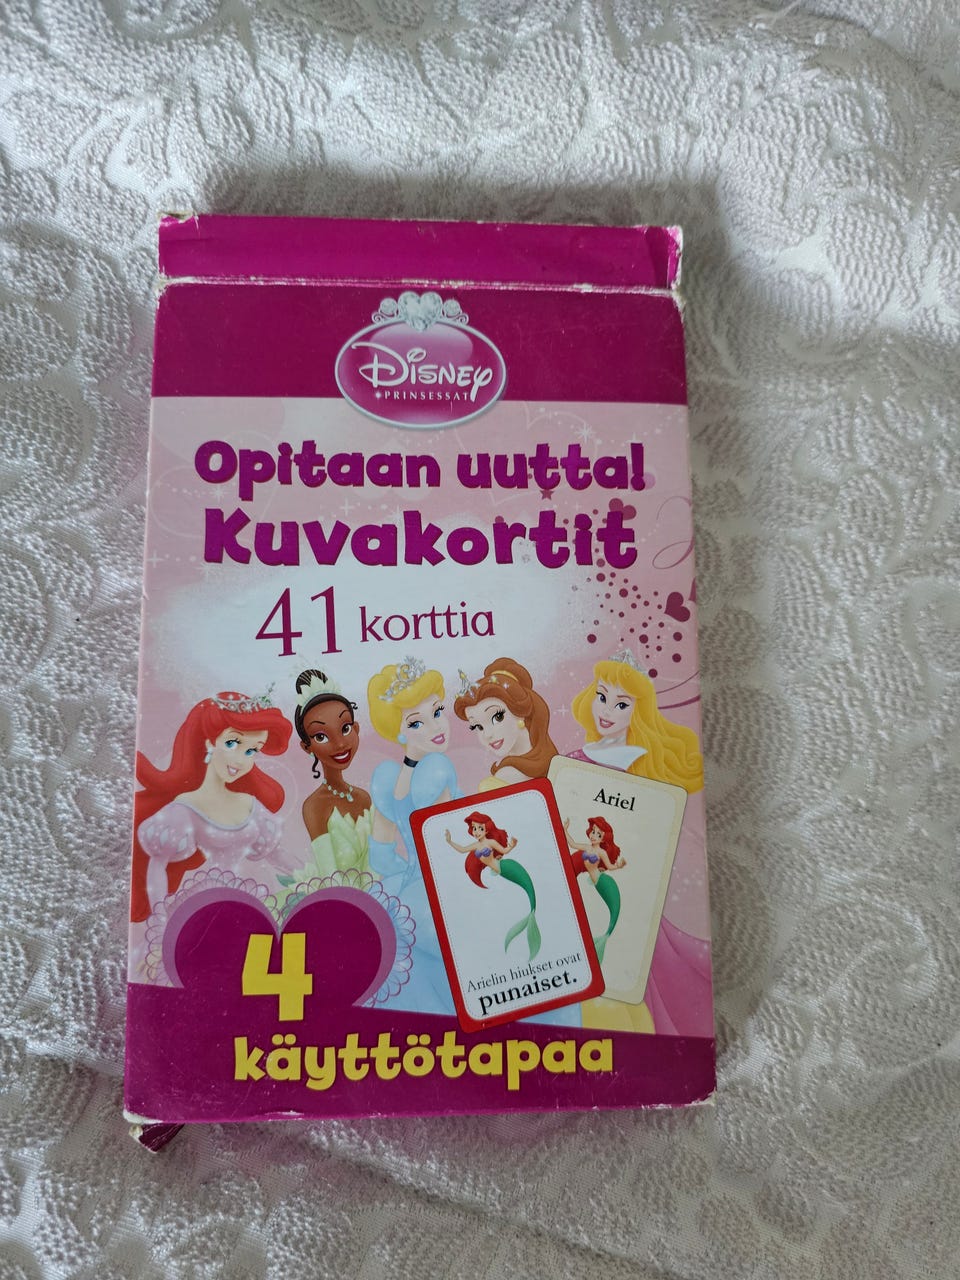 Disney
PRINSESSAT
Opitaan uutta!
Kuvakortit
41 korttia
Ariel
Arielin hiukset ovat
punaiset.
4
käyttötapaa